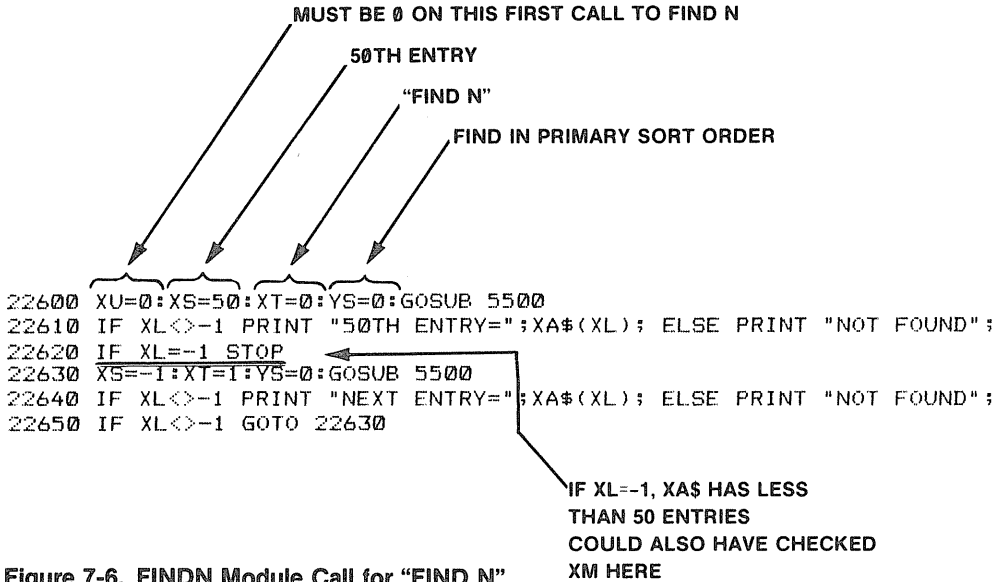 MUST BE 0 ON THIS FIRST CALL TO FIND N
50TH ENTRY
“FIND N”
FIND IN PRIMARY SORT ORDER
22600 XU=0:XS=50:XT=0:YS=0:GOSUB 5500
22610 IF XL<>-1 PRINT "50TH ENTRY=";XA$(XL); ELSE PRINT "NOT FOUND";
22620 IF XL=-1 STOP
22630 XS=-1:XT=1:YS=0:GOSUB 5500
22640 IF XL<>-1 PRINT "NEXT ENTRY=";XA$(XL); ELSE PRINT "NOT FOUND";
22650 IF XL<>-1 GOTO 22630
IF XL=-1, XA$ HAS LESS
THAN 50 ENTRIES
COULD ALSO HAVE CHECKED
XM HERE
Figure 7-6. FINDN Module Call for “FIND N”